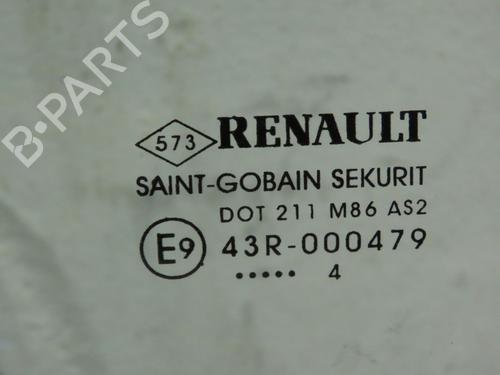 B-PARTS
573 RENAULT
SAINT-GOBAIN SEKURIT
DOT 211 M86 AS2
E9 43R-000479
..... 4